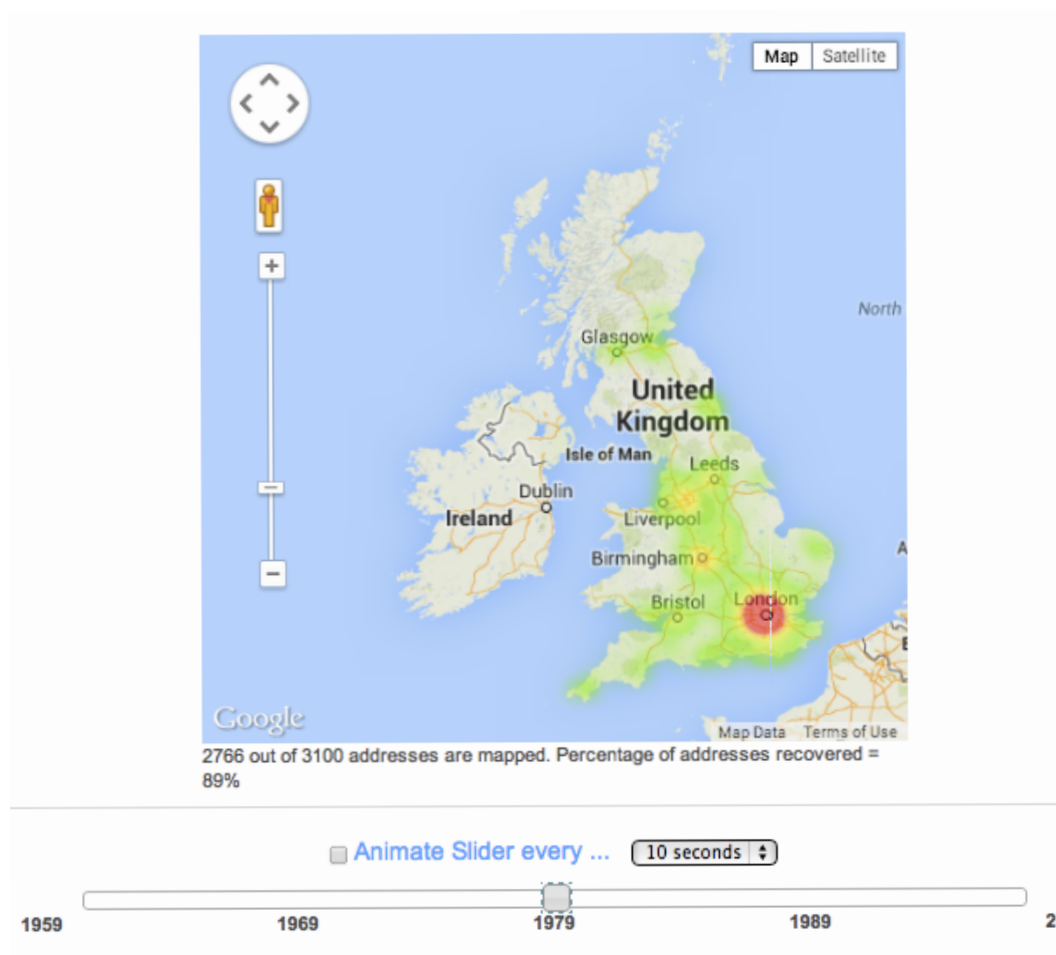 Map Satellite
North
Glasgow
United
Kingdom
Isle of Man
Leeds
Dublin
Ireland
Liverpool
A
Birmingham
Bristol
London
E
Google
Map Data Terms of Use
2766 out of 3100 addresses are mapped. Percentage of addresses recovered =
89%
Animate Slider every ... 10 seconds
1959 1969 1979 1989 2